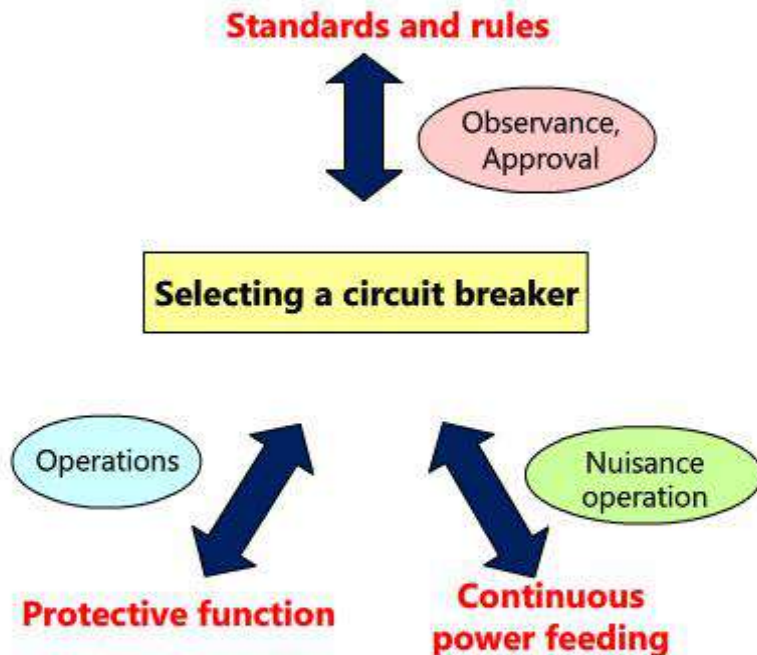 Standards and rules
Observance,
Approval
Selecting a circuit breaker
Operations
Nuisance
operation
Protective function
Continuous
power feeding